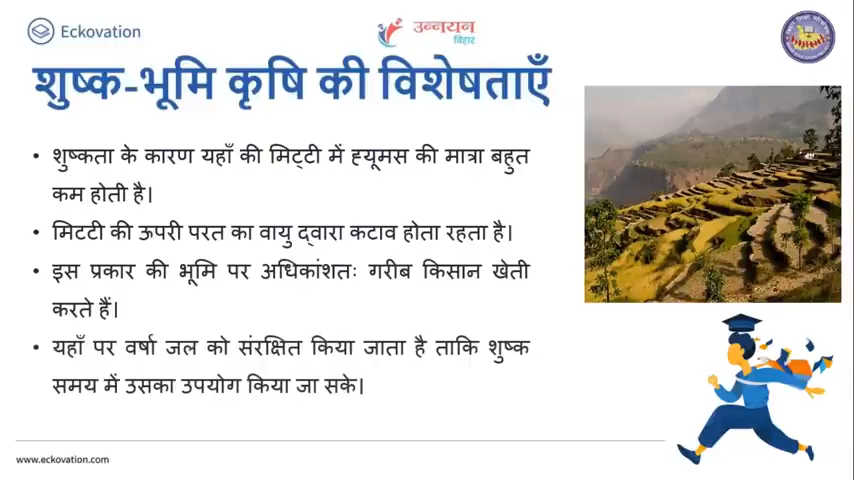 Eckovation
उन्नयन
बिहार
शुष्क-भूमि कृषि की विशेषताएँ
• शुष्कता के कारण यहाँ की मिट्टी में ह्यूमस की मात्रा बहुत
कम होती है।
• मिटटी की ऊपरी परत का वायु द्वारा कटाव होता रहता है।
• इस प्रकार की भूमि पर अधिकांशतः गरीब किसान खेती
करते हैं।
• यहाँ पर वर्षा जल को संरक्षित किया जाता है ताकि शुष्क
समय में उसका उपयोग किया जा सके।
www.eckovation.com